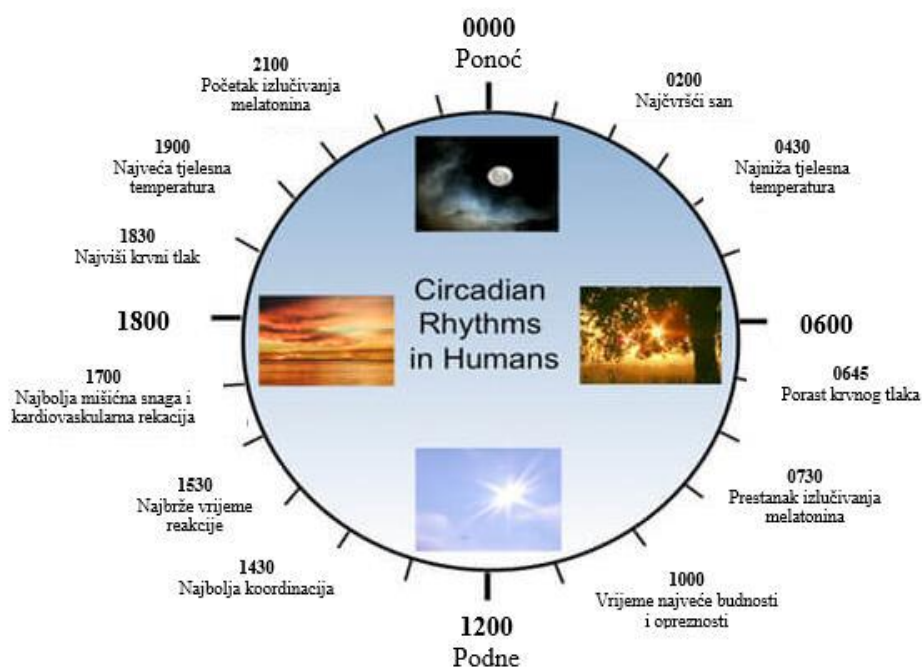 0000
Ponoć
0200
Najčvršći san
0430
Najniža tjelesna
temperatura
0600
0645
Porast krvnog tlaka
0730
Prestanak izlučivanja
melatonina
1000
Vrijeme najveće budnosti
i opreznosti
1200
Podne
1430
Najbolja koordinacija
1530
Najbrže vrijeme
reakcije
1700
Najbolja mišićna snaga i
kardiovaskularna rekacija
1800
1830
Najviši krvni tlak
1900
Najveća tjelesna
temperatura
2100
Početak izlučivanja
melatonina
Circadian
Rhythms
in Humans